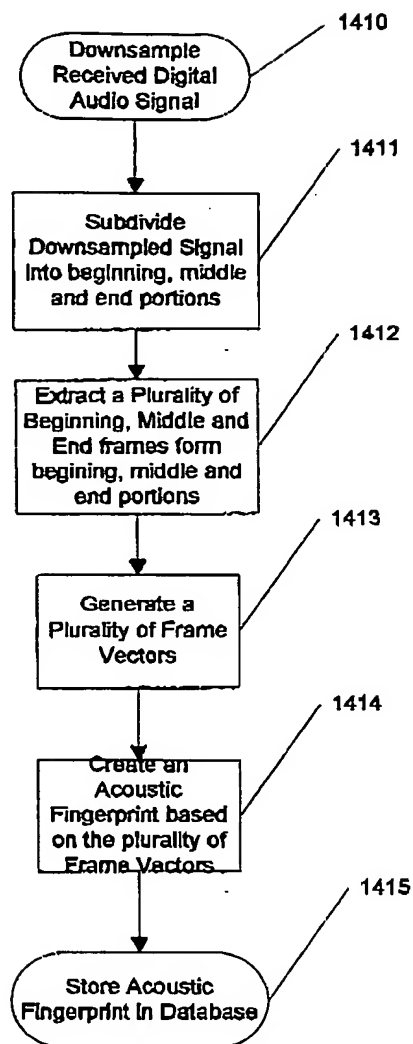 1410
Downsample
Received Digital
Audio Signal
1411
Subdivide
Downsampled Signal
into beginning, middle
and end portions
1412
Extract a Plurality of
Beginning, Middle and
End frames form
begining, middle and
end portions
1413
Generate a
Plurality of Frame
Vectors
1414
Create an
Acoustic
Fingerprint based
on the plurality of
Frame Vectors
1415
Store Acoustic
Fingerprint in Database